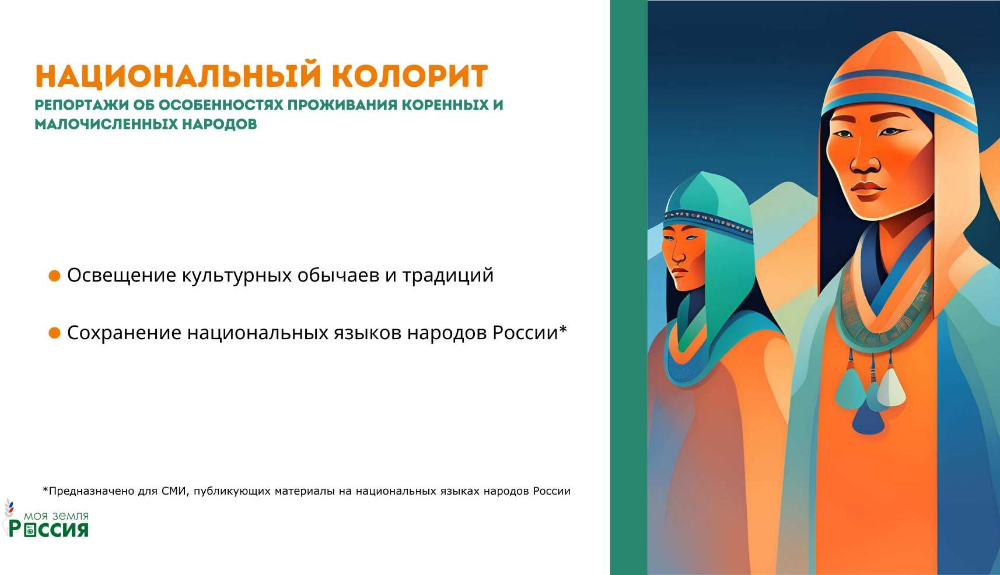 НАЦИОНАЛЬНЫЙ КОЛОРИТ
РЕПОРТАЖИ ОБ ОСОБЕННОСТЯХ ПРОЖИВАНИЯ КОРЕННЫХ И
МАЛОЧИСЛЕННЫХ НАРОДОВ
Освещение культурных обычаев и традиций
Сохранение национальных языков народов России*
*Предназначено для СМИ, публикующих материалы на национальных языках народов России
моя земля
Россия